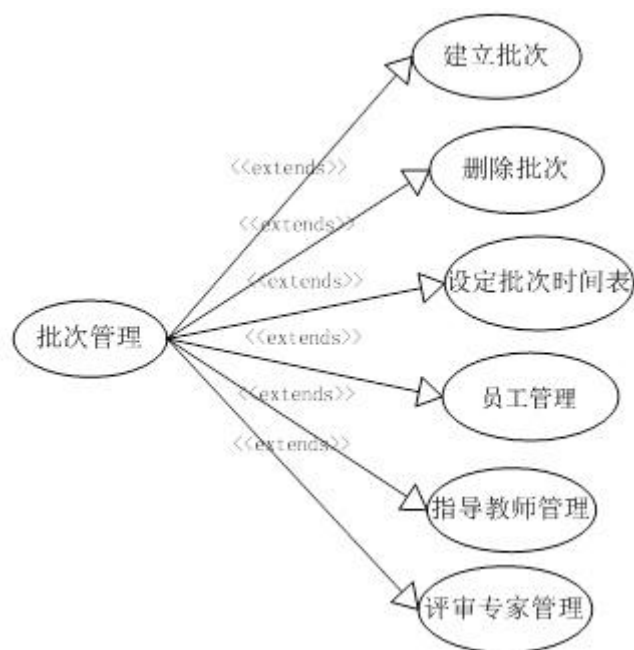 建立批次
<<extends>>
删除批次
<<extends>>
设定批次时间表
<<extends>>
批次管理
<<extends>>
员工管理
<<extends>>
指导教师管理
<<extends>>
评审专家管理